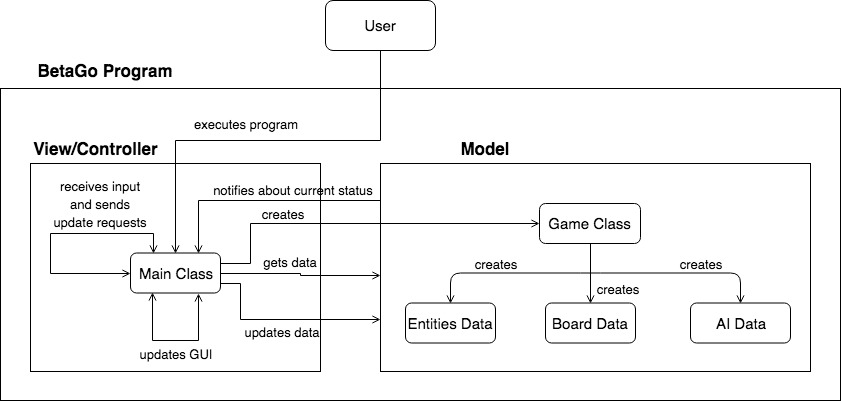 User
BetaGo Program
executes program
View/Controller
Model
receives input
and sends
update requests
notifies about current status
creates
Game Class
Main Class
gets data
creates
creates
creates
Entities Data
Board Data
AI Data
updates data
updates GUI